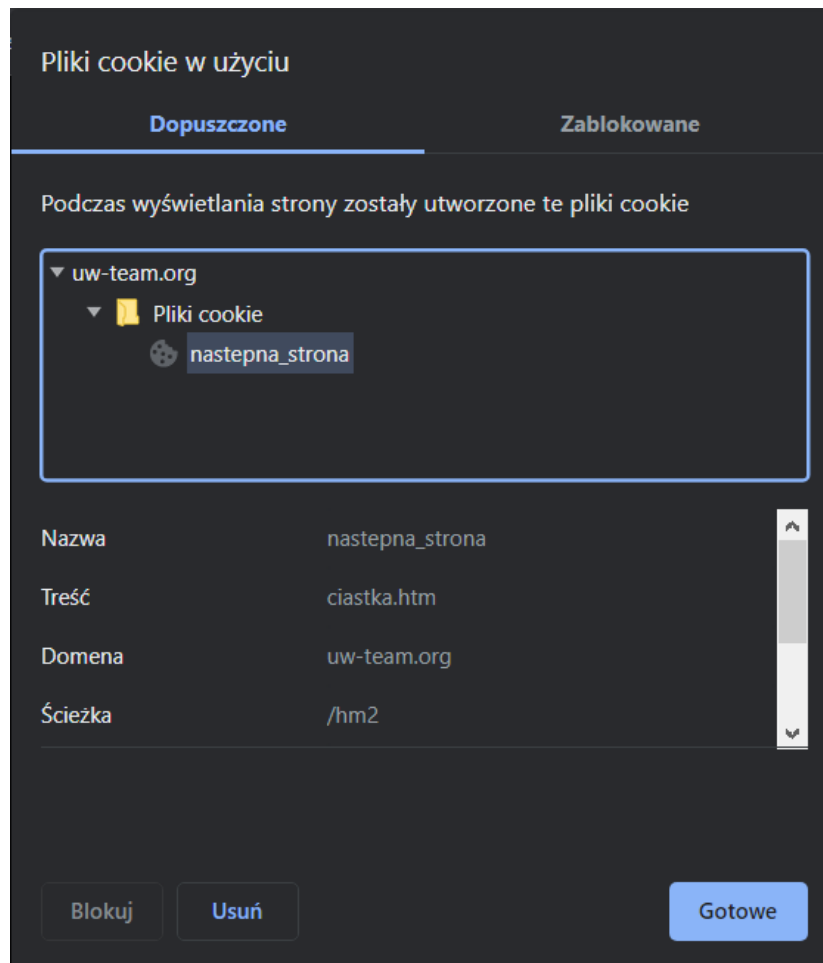 Pliki cookie w użyciu
Dopuszczone Zablokowane
Podczas wyświetlania strony zostały utworzone te pliki cookie
uw-team.org
Pliki cookie
nastepna_strona
Nazwa nastepna_strona
Treść ciastka.htm
Domena uw-team.org
Ścieżka /hm2
Blokuj Usuń Gotowe